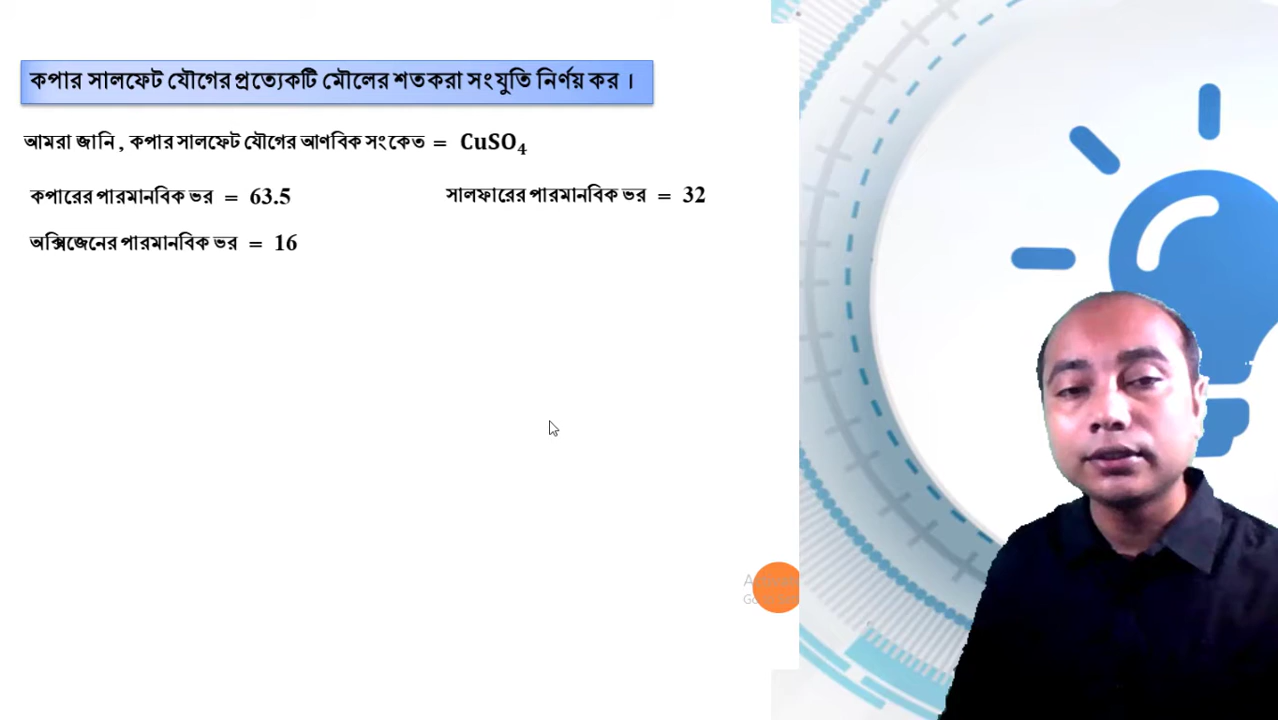 কপার সালফেট যৌগের প্রত্যেকটি মৌলের শতকরা সংযুতি নির্ণয় কর ।
আমরা জানি , কপার সালফেট যৌগের আণবিক সংকেত = CuSO₄
কপারের পারমানবিক ভর = 63.5 সালফারের পারমানবিক ভর = 32
অক্সিজেনের পারমানবিক ভর = 16